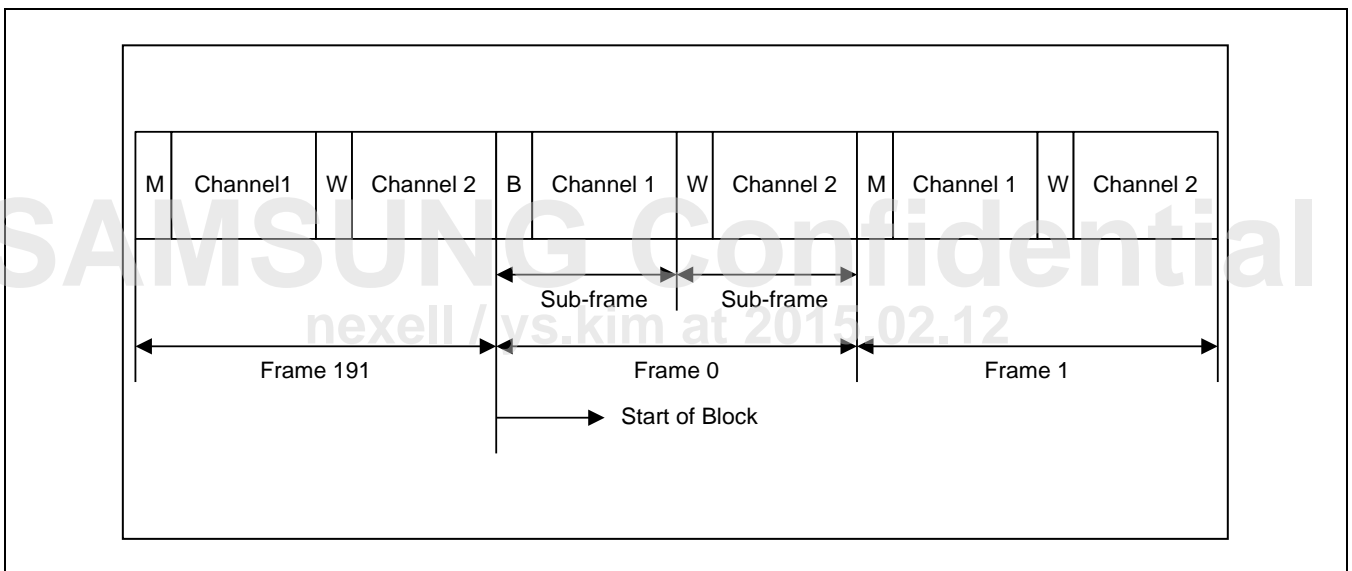 M Channel1 W Channel 2 B Channel 1 W Channel 2 M Channel 1 W Channel 2
SAMSUNG Confidential
Sub-frame Sub-frame
nexell / ys.kim at 2015.02.12
Frame 191 Frame 0 Frame 1
Start of Block